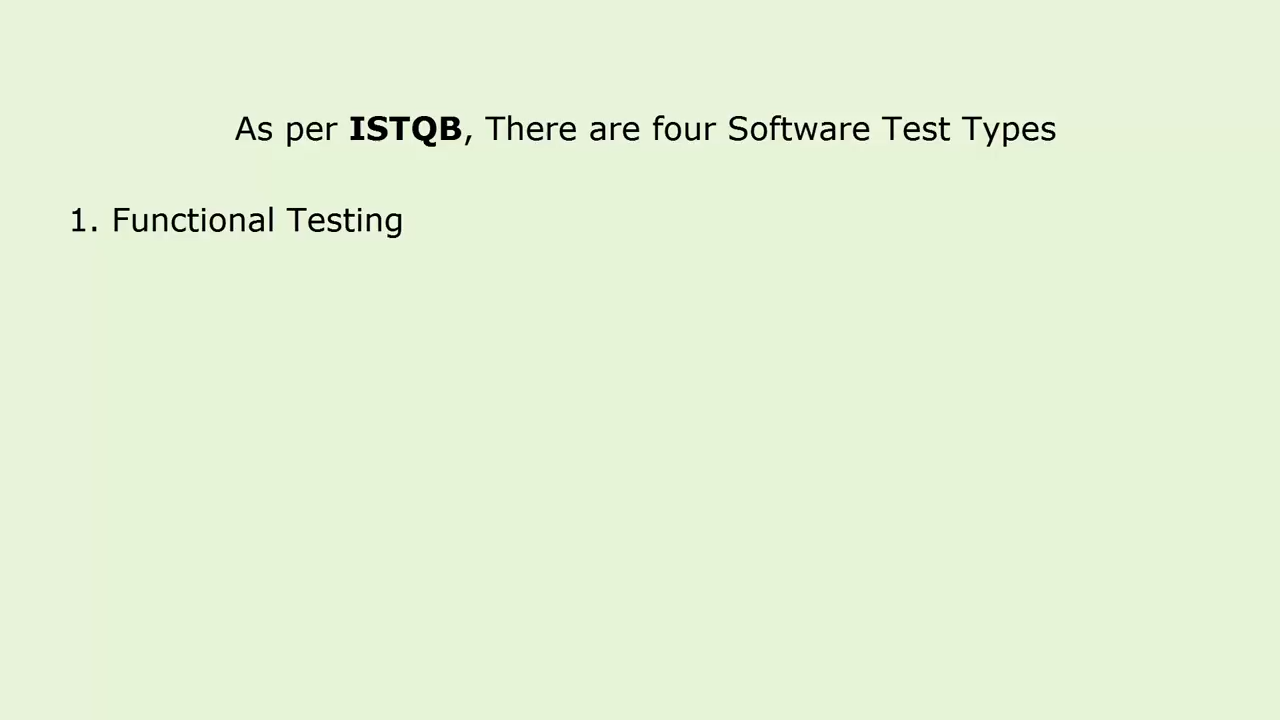 As per ISTQB, There are four Software Test Types
1. Functional Testing